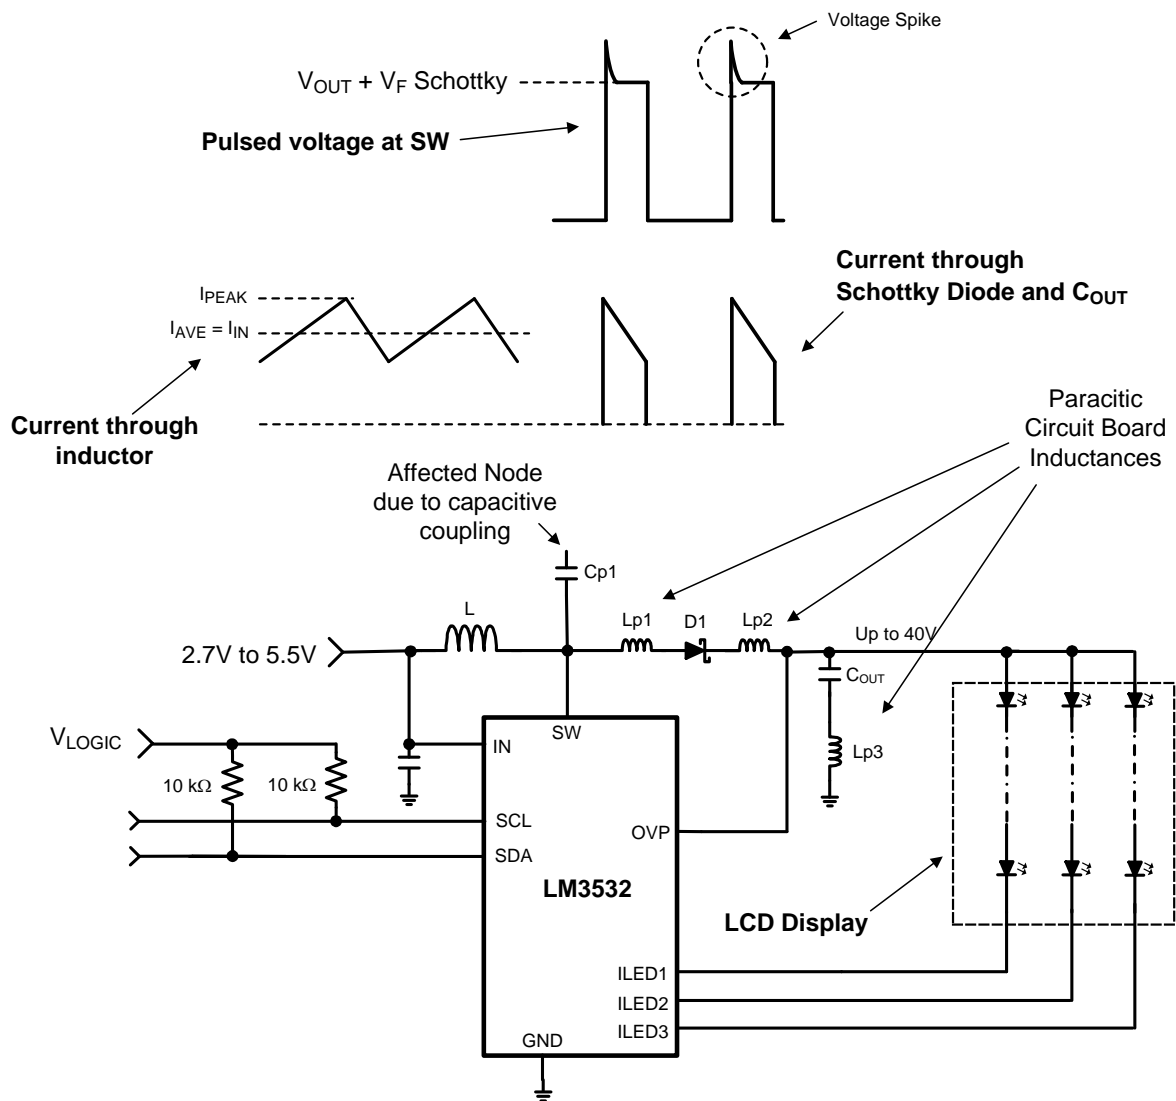 Voltage Spike
VOUT + VF Schottky
Pulsed voltage at SW
Current through
Schottky Diode and COUT
IPEAK
IAVE = IIN
Current through
inductor
Paracitic
Circuit Board
Inductances
Affected Node
due to capacitive
coupling
Cp1
L
Lp1
D1
Lp2
Up to 40V
2.7V to 5.5V
COUT
SW
VLOGIC
IN
Lp3
10 kΩ
10 kΩ
SCL
OVP
SDA
LM3532
LCD Display
ILED1
ILED2
ILED3
GND